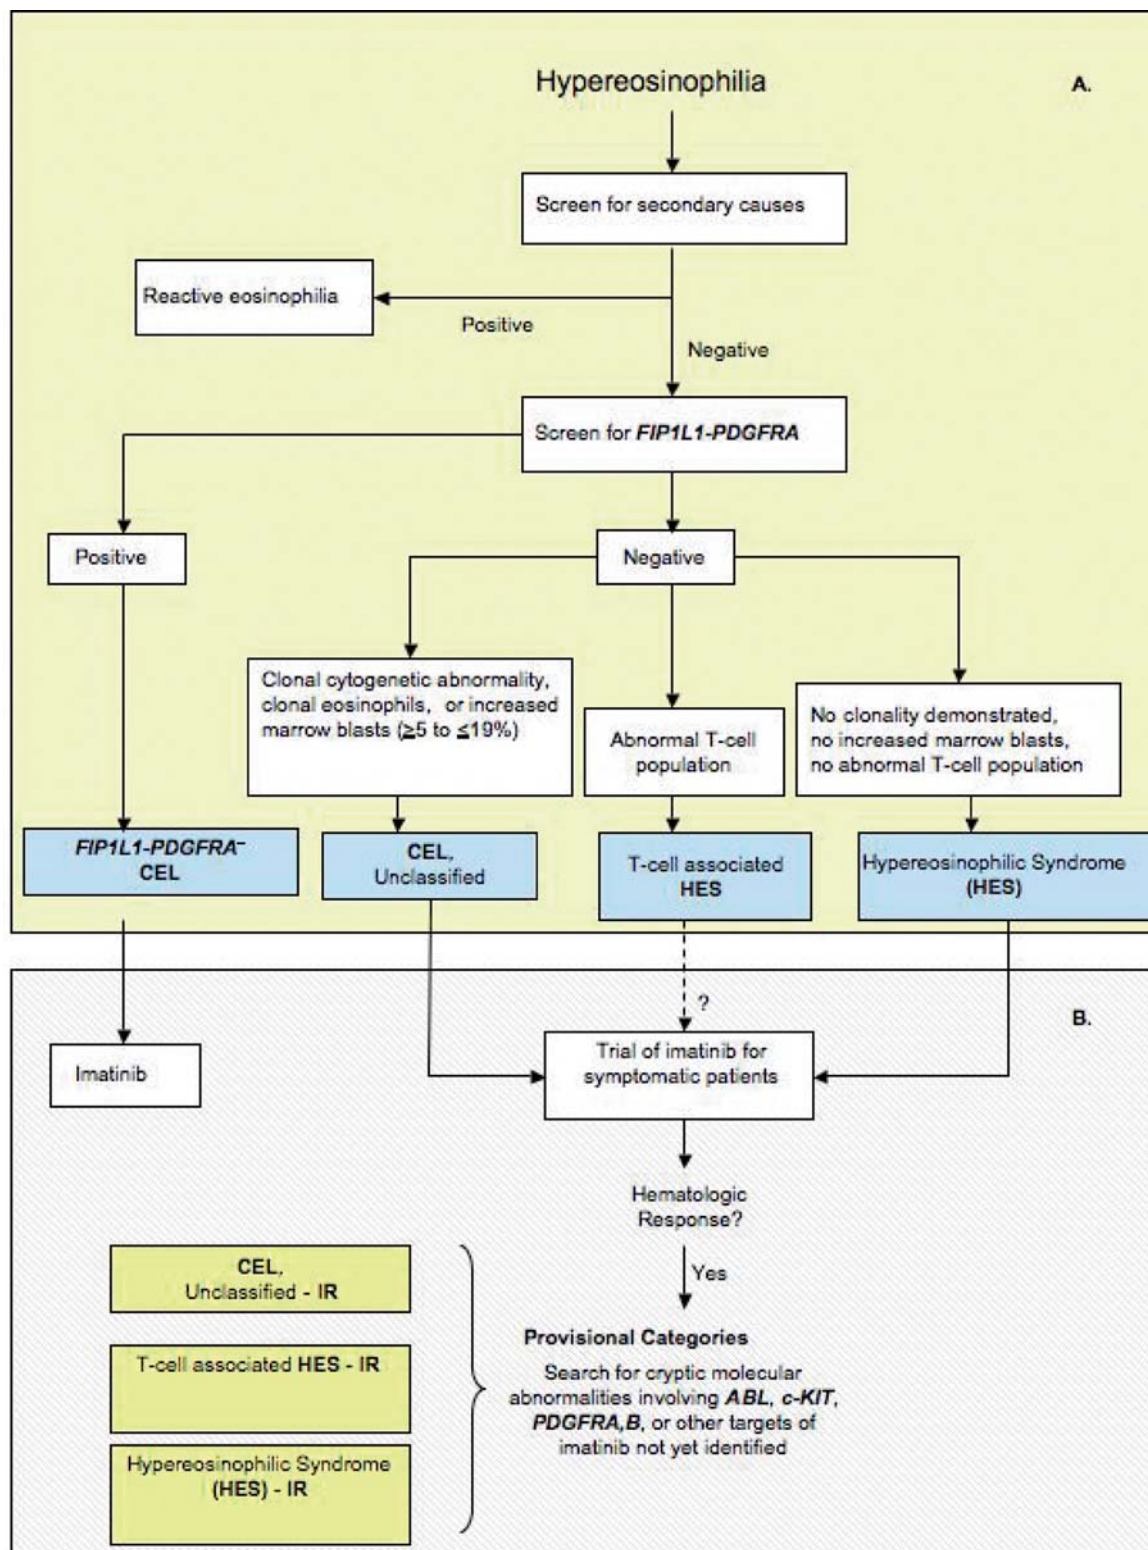 Hypereosinophilia
A.
Screen for secondary causes
Reactive eosinophilia
Positive
Negative
Screen for FIP1L1-PDGFRA
Positive
Negative
Clonal cytogenetic abnormality,
clonal eosinophils, or increased
marrow blasts (≥5 to ≤19%)
Abnormal T-cell
population
No clonality demonstrated,
no increased marrow blasts,
no abnormal T-cell population
FIP1L1-PDGFRA–
CEL
CEL,
Unclassified
T-cell associated
HES
Hypereosinophilic Syndrome
(HES)
?
B.
Imatinib
Trial of imatinib for
symptomatic patients
Hematologic
Response?
Yes
CEL,
Unclassified - IR
T-cell associated HES - IR
Hypereosinophilic Syndrome
(HES) - IR
Provisional Categories
Search for cryptic molecular
abnormalities involving ABL, c-KIT,
PDGFRA,B, or other targets of
imatinib not yet identified